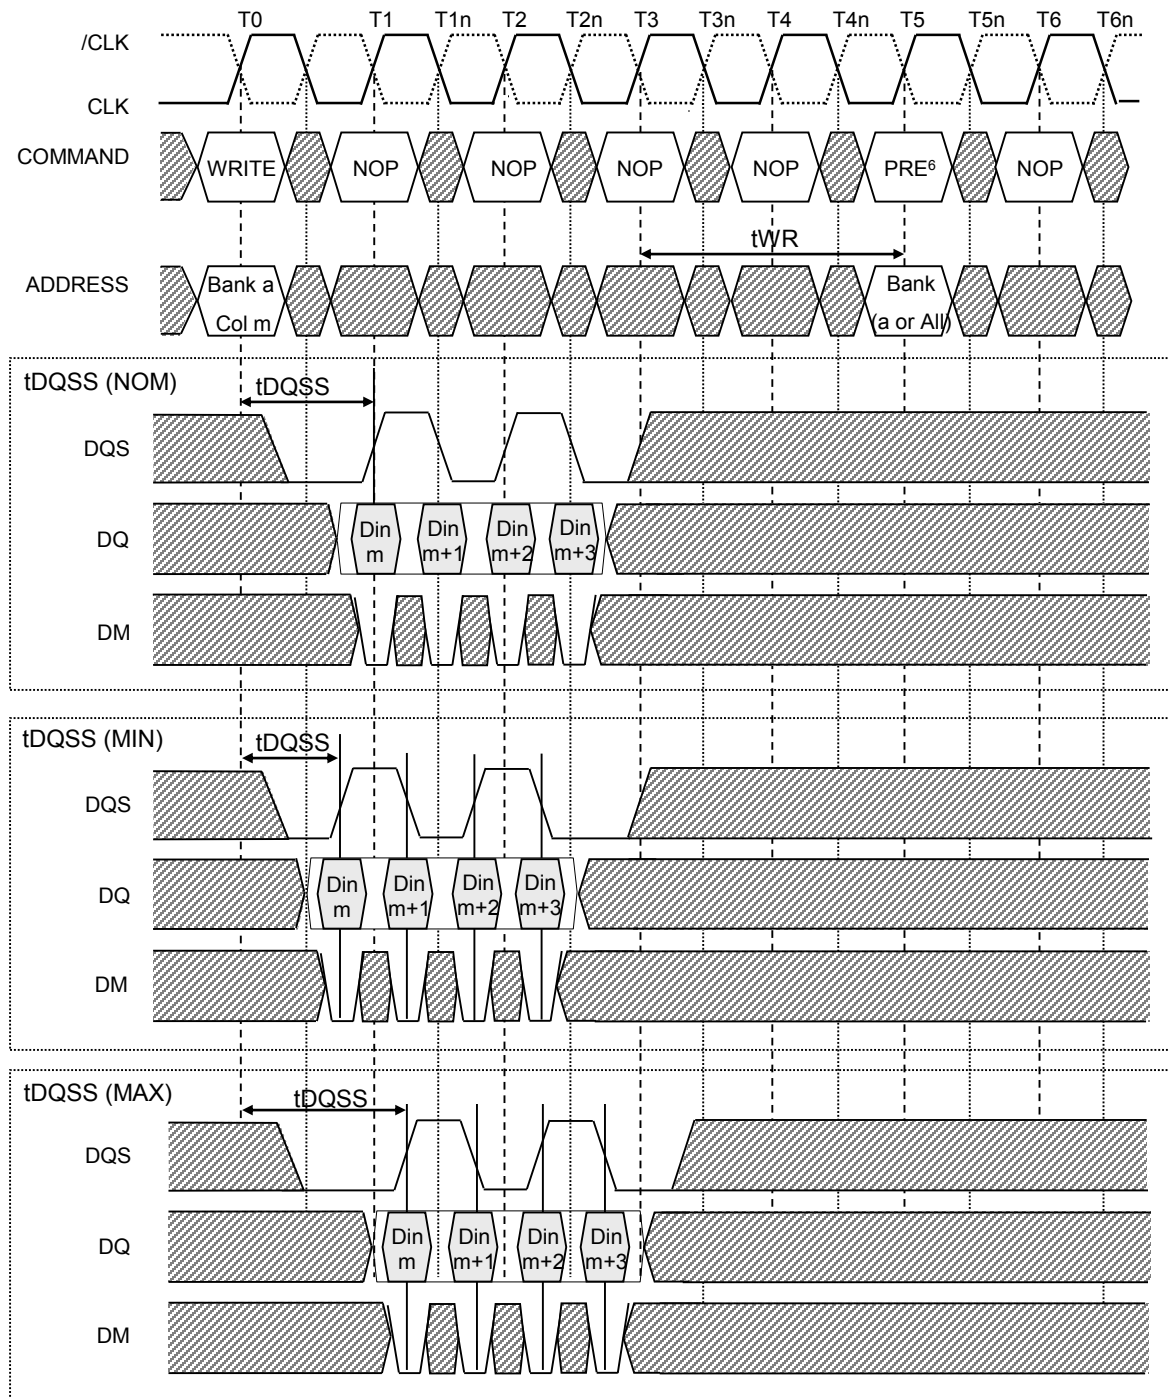 T0 T1 T1n T2 T2n T3 T3n T4 T4n T5 T5n T6 T6n
/CLK
CLK
COMMAND WRITE NOP NOP NOP NOP PRE⁶ NOP
tWR
ADDRESS Bank a Bank
Col m (a or All)
tDQSS (NOM)
tDQSS
DQS
DQ Din Din Din Din
m m+1 m+2 m+3
DM
tDQSS (MIN)
tDQSS
DQS
DQ Din Din Din Din
m m+1 m+2 m+3
DM
tDQSS (MAX)
tDQSS
DQS
DQ Din Din Din Din
m m+1 m+2 m+3
DM